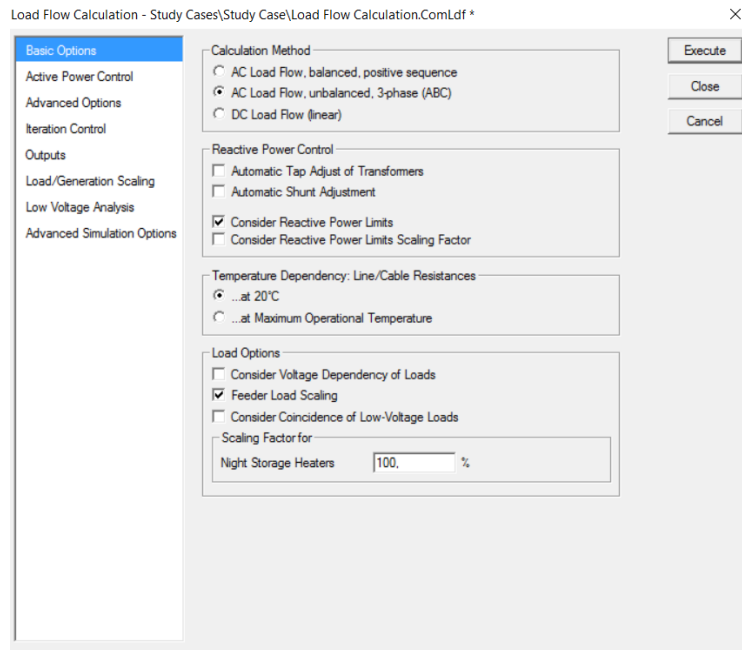 Load Flow Calculation - Study Cases\Study Case\Load Flow Calculation.ComLdf *
Basic Options
Active Power Control
Advanced Options
Iteration Control
Outputs
Load/Generation Scaling
Low Voltage Analysis
Advanced Simulation Options
Calculation Method
AC Load Flow, balanced, positive sequence
AC Load Flow, unbalanced, 3-phase (ABC)
DC Load Flow (linear)
Reactive Power Control
Automatic Tap Adjust of Transformers
Automatic Shunt Adjustment
Consider Reactive Power Limits
Consider Reactive Power Limits Scaling Factor
Temperature Dependency: Line/Cable Resistances
...at 20°C
...at Maximum Operational Temperature
Load Options
Consider Voltage Dependency of Loads
Feeder Load Scaling
Consider Coincidence of Low-Voltage Loads
Scaling Factor for
Night Storage Heaters 100, %
Execute
Close
Cancel